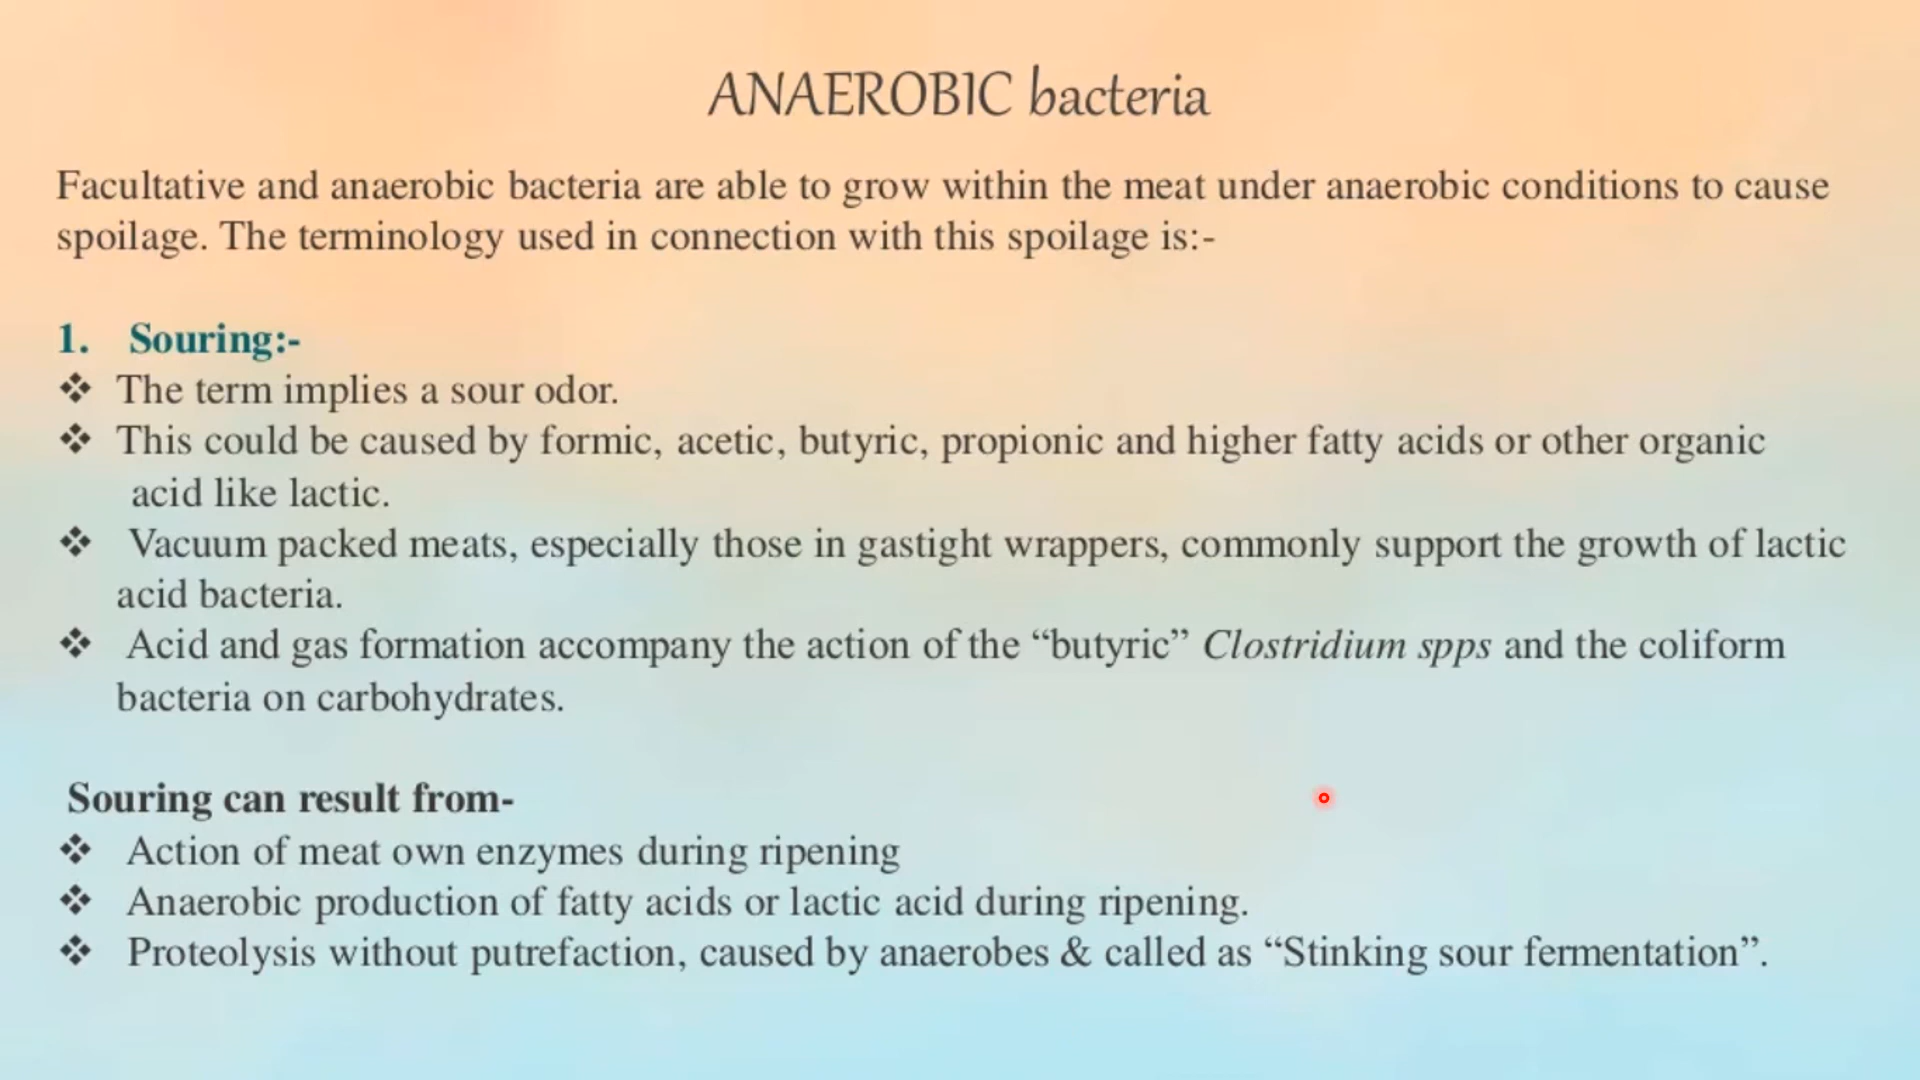 ANAEROBIC bacteria
Facultative and anaerobic bacteria are able to grow within the meat under anaerobic conditions to cause
spoilage. The terminology used in connection with this spoilage is:-
1. Souring:-
❖ The term implies a sour odor.
❖ This could be caused by formic, acetic, butyric, propionic and higher fatty acids or other organic
acid like lactic.
❖ Vacuum packed meats, especially those in gastight wrappers, commonly support the growth of lactic
acid bacteria.
❖ Acid and gas formation accompany the action of the “butyric” Clostridium spps and the coliform
bacteria on carbohydrates.
Souring can result from-
❖ Action of meat own enzymes during ripening
❖ Anaerobic production of fatty acids or lactic acid during ripening.
❖ Proteolysis without putrefaction, caused by anaerobes & called as “Stinking sour fermentation”.